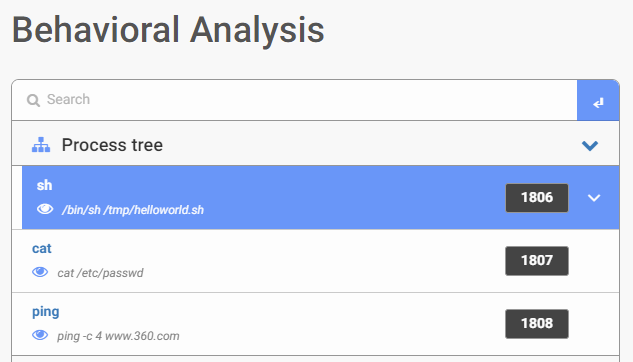 Behavioral Analysis
Search
Process tree
sh
/bin/sh /tmp/helloworld.sh
1806
cat
cat /etc/passwd
1807
ping
ping -c 4 www.360.com
1808